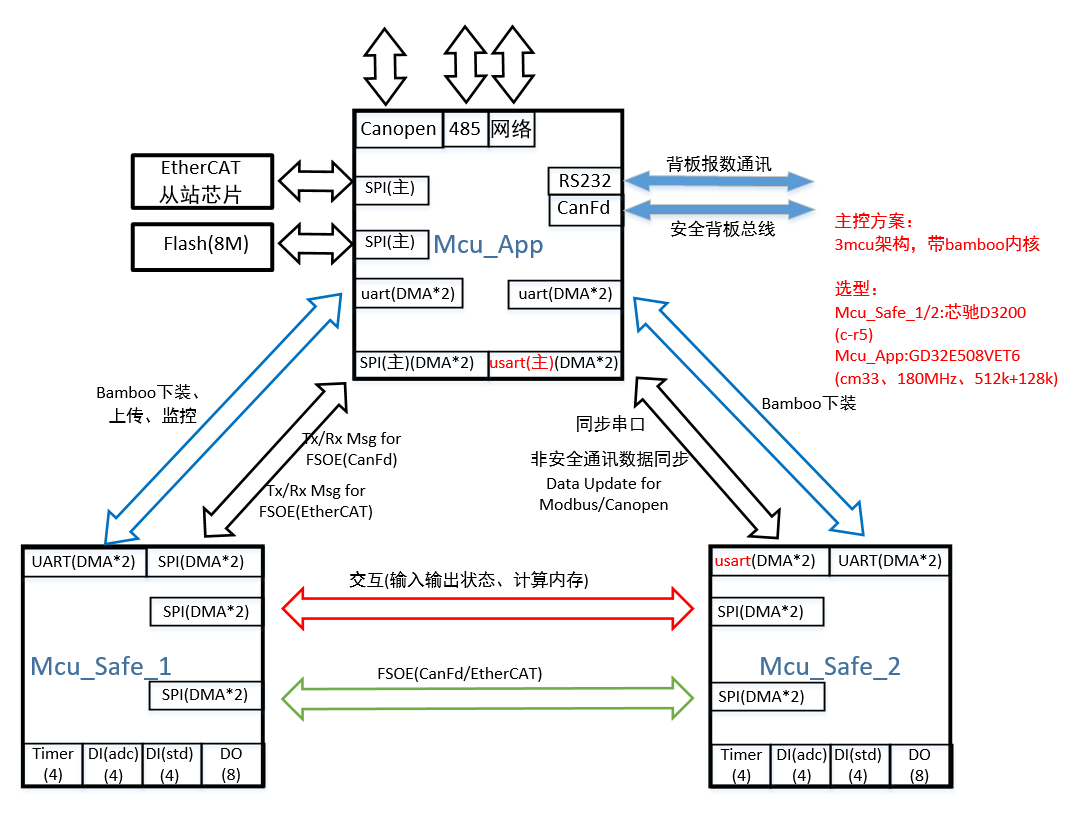 Canopen
485
网络
EtherCAT
从站芯片
SPI(主)
RS232
背板报数通讯
CanFd
安全背板总线
Flash(8M)
SPI(主)
Mcu_App
主控方案：
3mcu架构，带bamboo内核
uart(DMA*2)
uart(DMA*2)
选型：
Mcu_Safe_1/2:芯驰D3200
(c-r5)
Mcu_App:GD32E508VET6
(cm33、180MHz、512k+128k)
SPI(主)(DMA*2)
usart(主)(DMA*2)
Bamboo下装、
上传、监控
Bamboo下装
同步串口
Tx/Rx Msg for
FSOE(CanFd)
非安全通讯数据同步
Data Update for
Modbus/Canopen
Tx/Rx Msg for
FSOE(EtherCAT)
UART(DMA*2)
SPI(DMA*2)
usart(DMA*2)
UART(DMA*2)
交互(输入输出状态、计算内存)
SPI(DMA*2)
SPI(DMA*2)
Mcu_Safe_1
FSOE(CanFd/EtherCAT)
Mcu_Safe_2
SPI(DMA*2)
SPI(DMA*2)
Timer
(4)
DI(adc)
(4)
DI(std)
(4)
DO
(8)
Timer
(4)
DI(adc)
(4)
DI(std)
(4)
DO
(8)